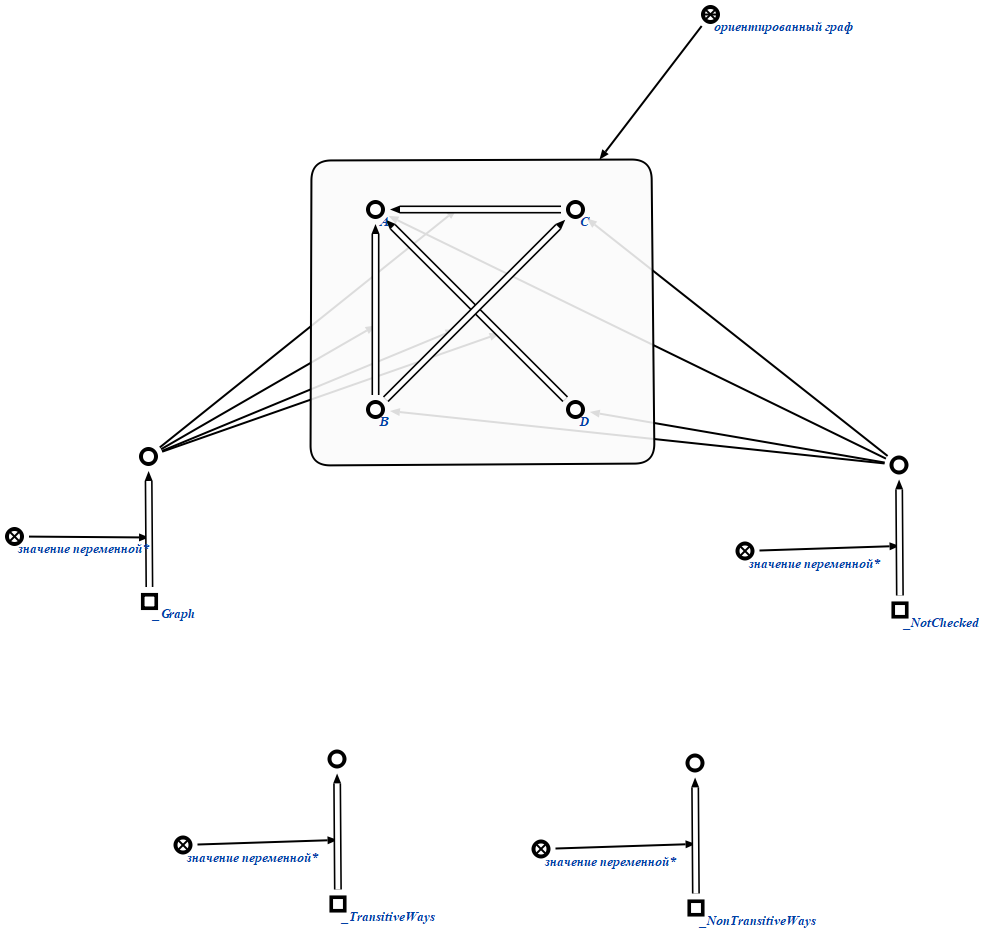 ориентированный граф
A
C
B
D
значение переменной*
значение переменной*
_Graph
_NotChecked
значение переменной*
значение переменной*
_TransitiveWays
_NonTransitiveWays